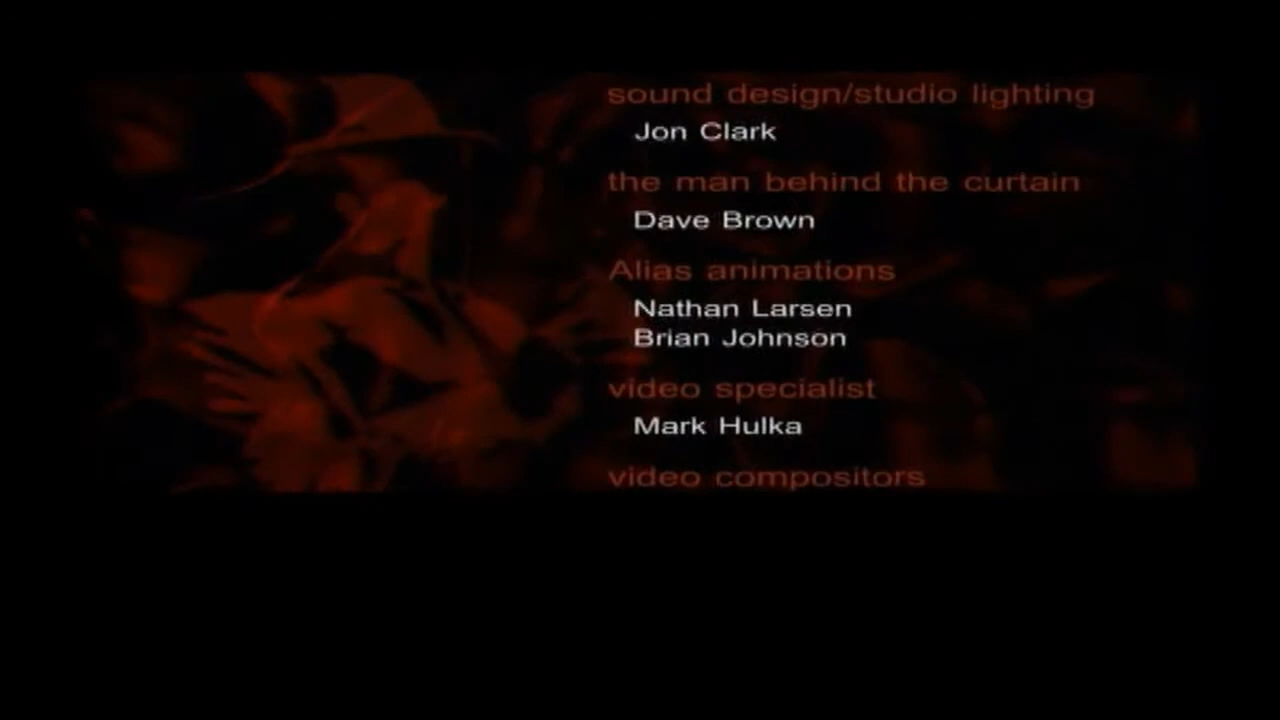 sound design/studio lighting
Jon Clark
the man behind the curtain
Dave Brown
Alias animations
Nathan Larsen
Brian Johnson
video specialist
Mark Hulka
video compositors